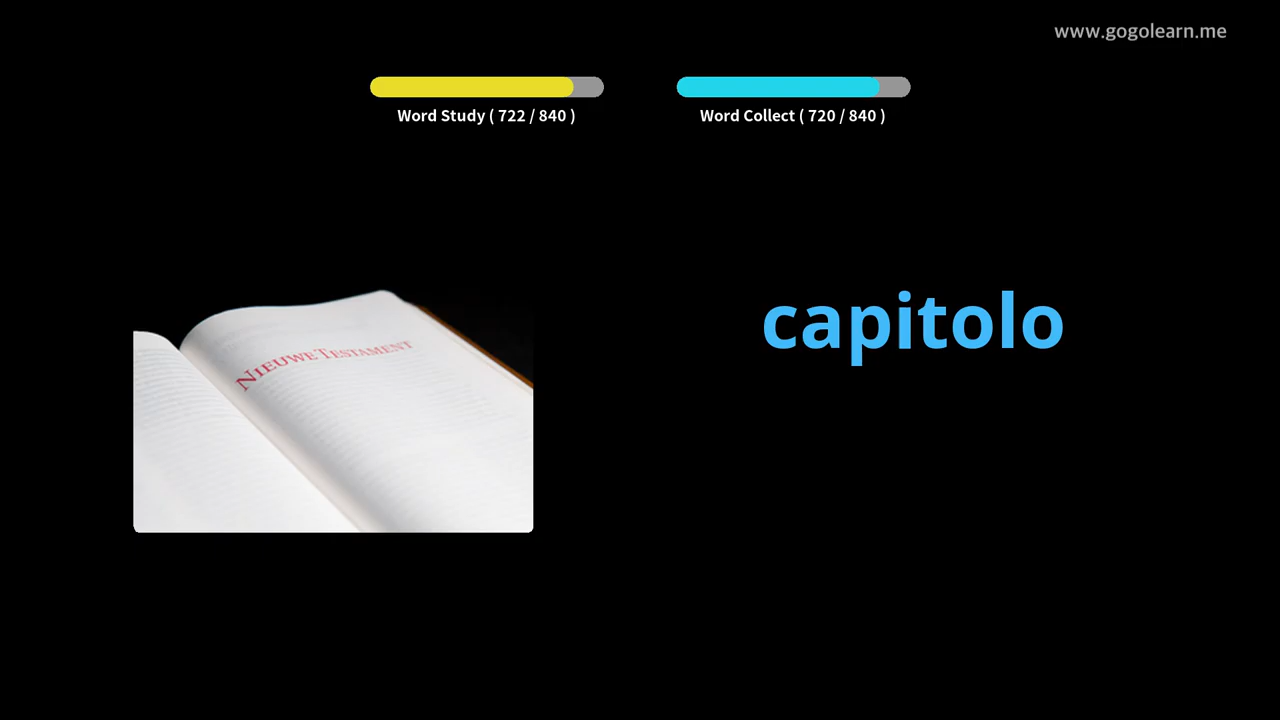 www.gogolearn.me
Word Study ( 722 / 840 )
Word Collect ( 720 / 840 )
capitolo
NIEUWE TESTAMENT